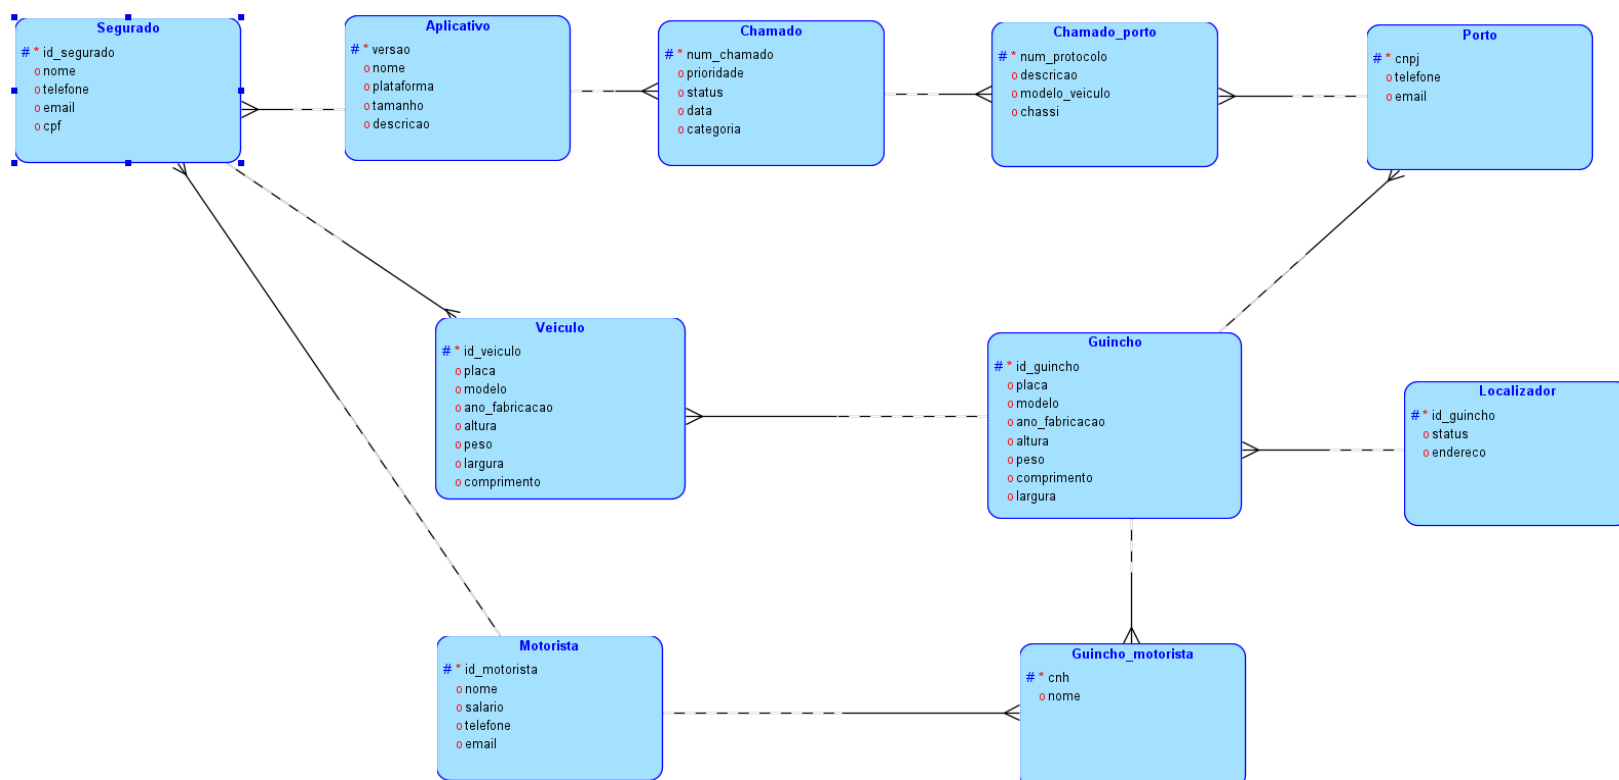 Segurado
# * id_segurado
o nome
o telefone
o email
o cpf
Aplicativo
# * versao
o nome
o plataforma
o tamanho
o descricao
Chamado
# * num_chamado
o prioridade
o status
o data
o categoria
Chamado_porto
# * num_protocolo
o descricao
o modelo_veiculo
o chassi
Porto
# * cnpj
o telefone
o email
Veiculo
# * id_veiculo
o placa
o modelo
o ano_fabricacao
o altura
o peso
o largura
o comprimento
Guincho
# * id_guincho
o placa
o modelo
o ano_fabricacao
o altura
o peso
o comprimento
o largura
Localizador
# * id_guincho
o status
o endereco
Motorista
# * id_motorista
o nome
o salario
o telefone
o email
Guincho_motorista
# * cnh
o nome